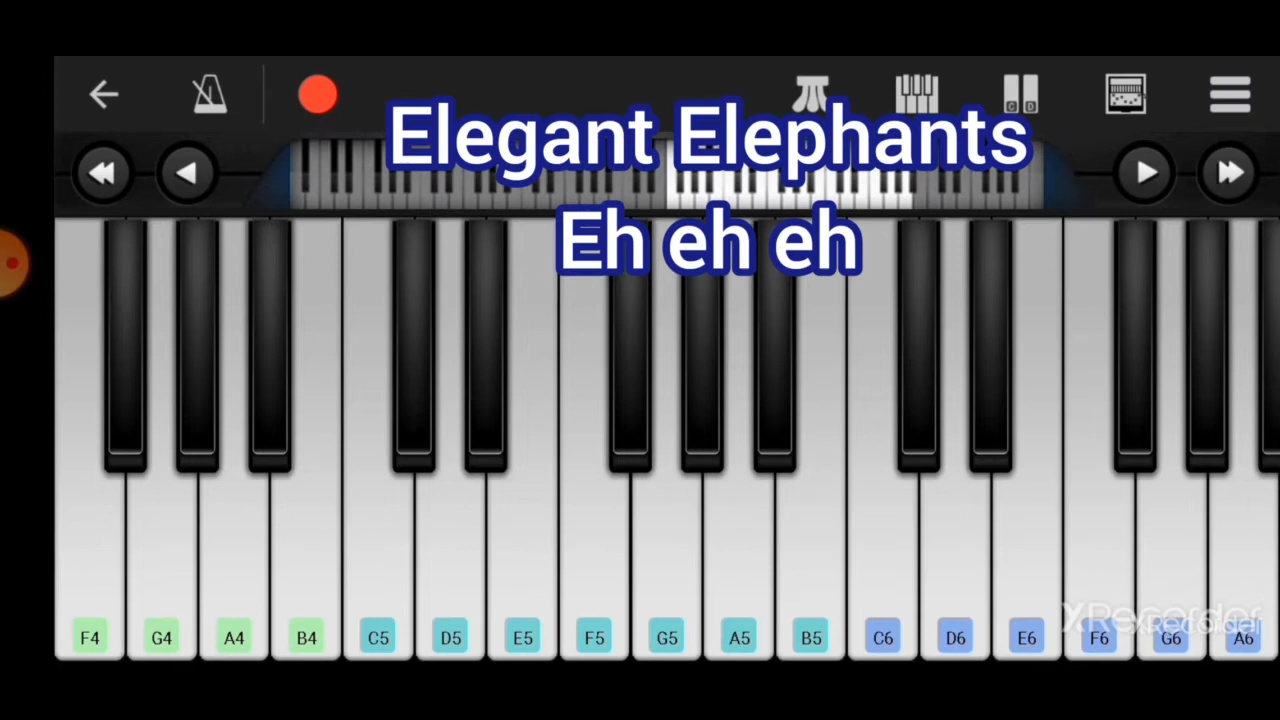 C D
Elegant Elephants
Eh eh eh
F4 G4 A4 B4 C5 D5 E5 F5 G5 A5 B5 C6 D6 E6 F6 G6 A6
XRecorder
XRecorder